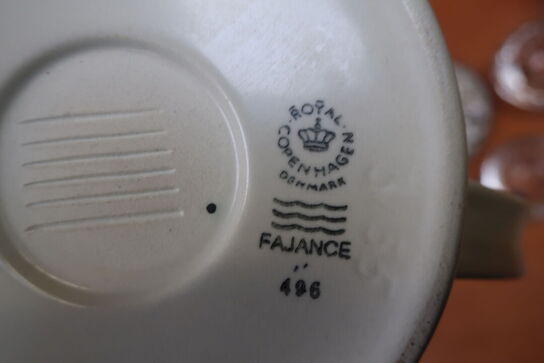 ROYAL
COPENHAGEN
DENMARK
FAJANCE
496